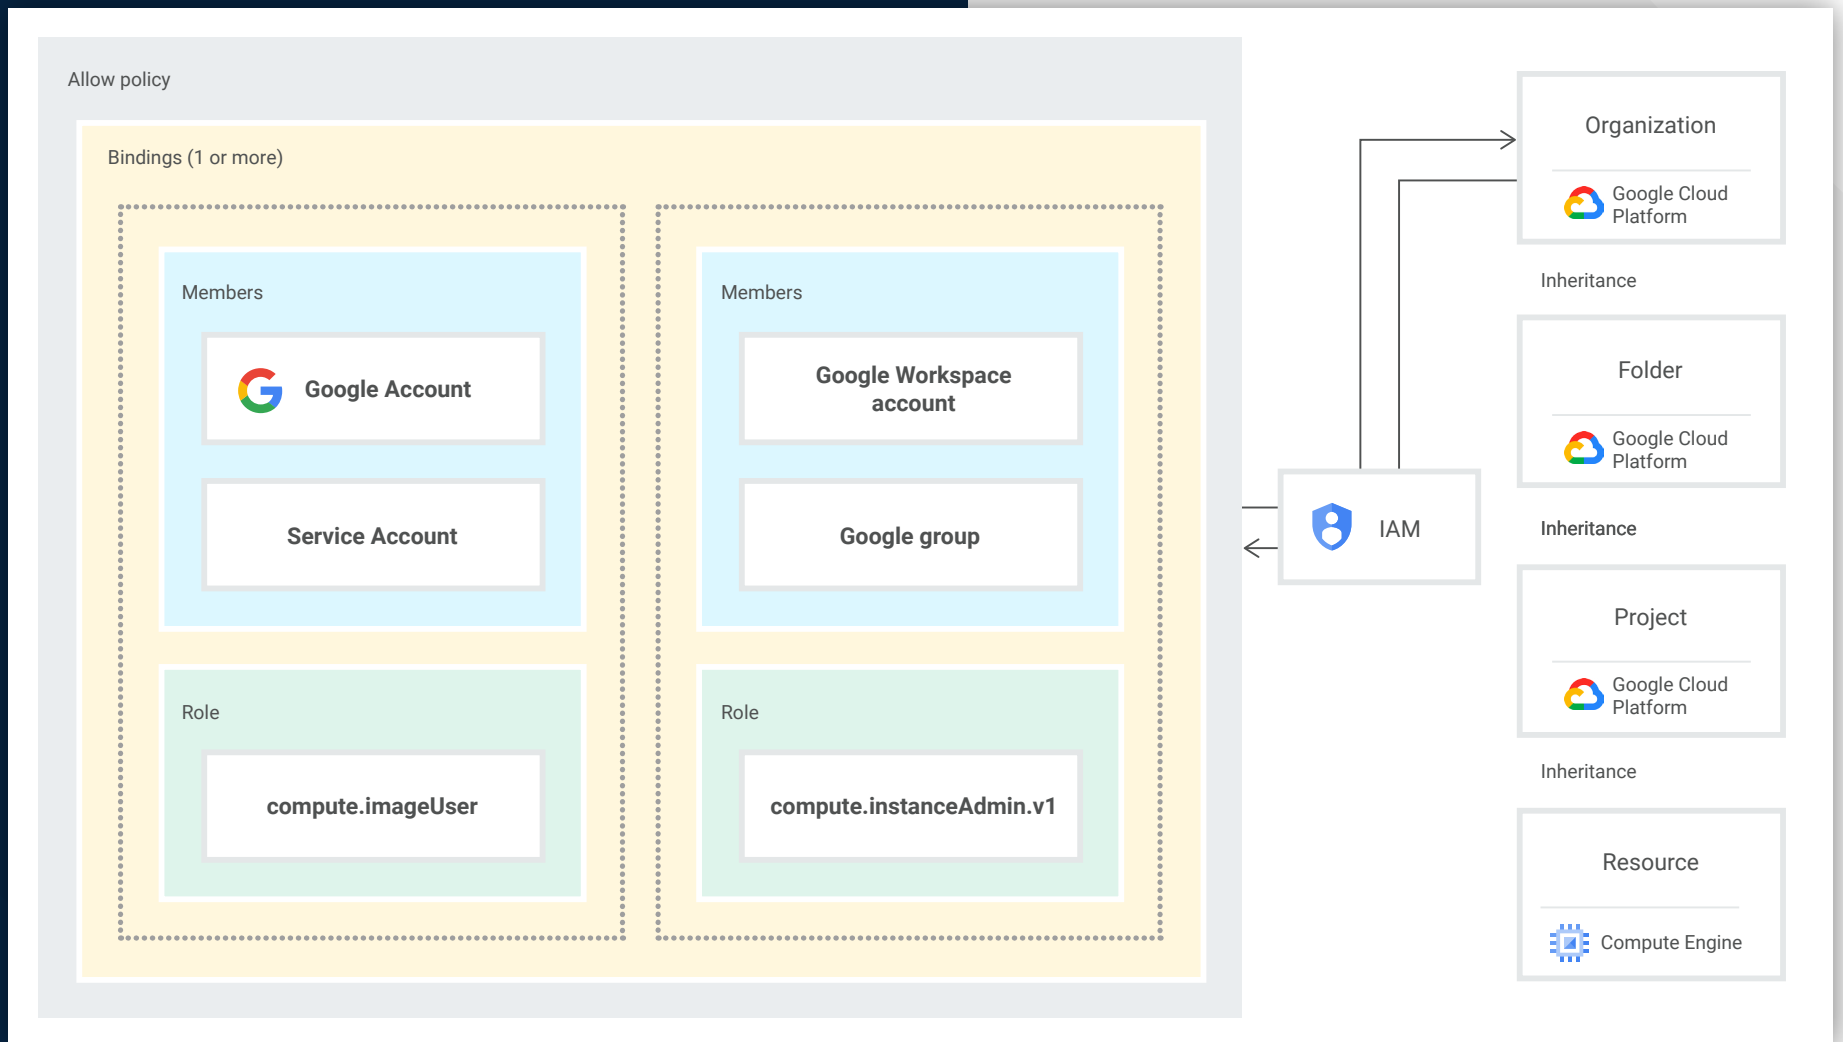 Allow policy
Bindings (1 or more)
Members
Google Account
Service Account
Role
compute.imageUser
Members
Google Workspace
account
Google group
Role
compute.instanceAdmin.v1
IAM
Organization
Google Cloud
Platform
Inheritance
Folder
Google Cloud
Platform
Inheritance
Project
Google Cloud
Platform
Inheritance
Resource
Compute Engine